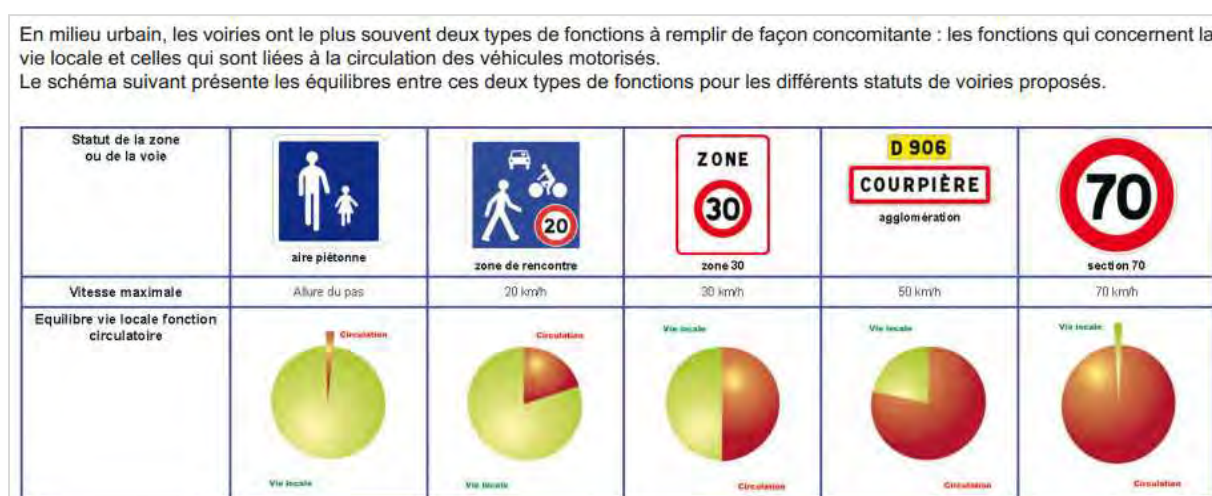 En milieu urbain, les voiries ont le plus souvent deux types de fonctions à remplir de façon concomitante : les fonctions qui concernent la
vie locale et celles qui sont liées à la circulation des véhicules motorisés.
Le schéma suivant présente les équilibres entre ces deux types de fonctions pour les différents statuts de voiries proposés.
Statut de la zone
ou de la voie
aire piétonne
20
zone de rencontre
ZONE
30
zone 30
D 906
COURPIÈRE
agglomération
70
section 70
Vitesse maximale
Allure du pas
20 km/h
30 km/h
50 km/h
70 km/h
Equilibre vie locale fonction
circulatoire
Circulation
Vie locale
Circulation
Vie locale
Vie locale
Circulation
Vie locale
Circulation
Vie locale
Circulation